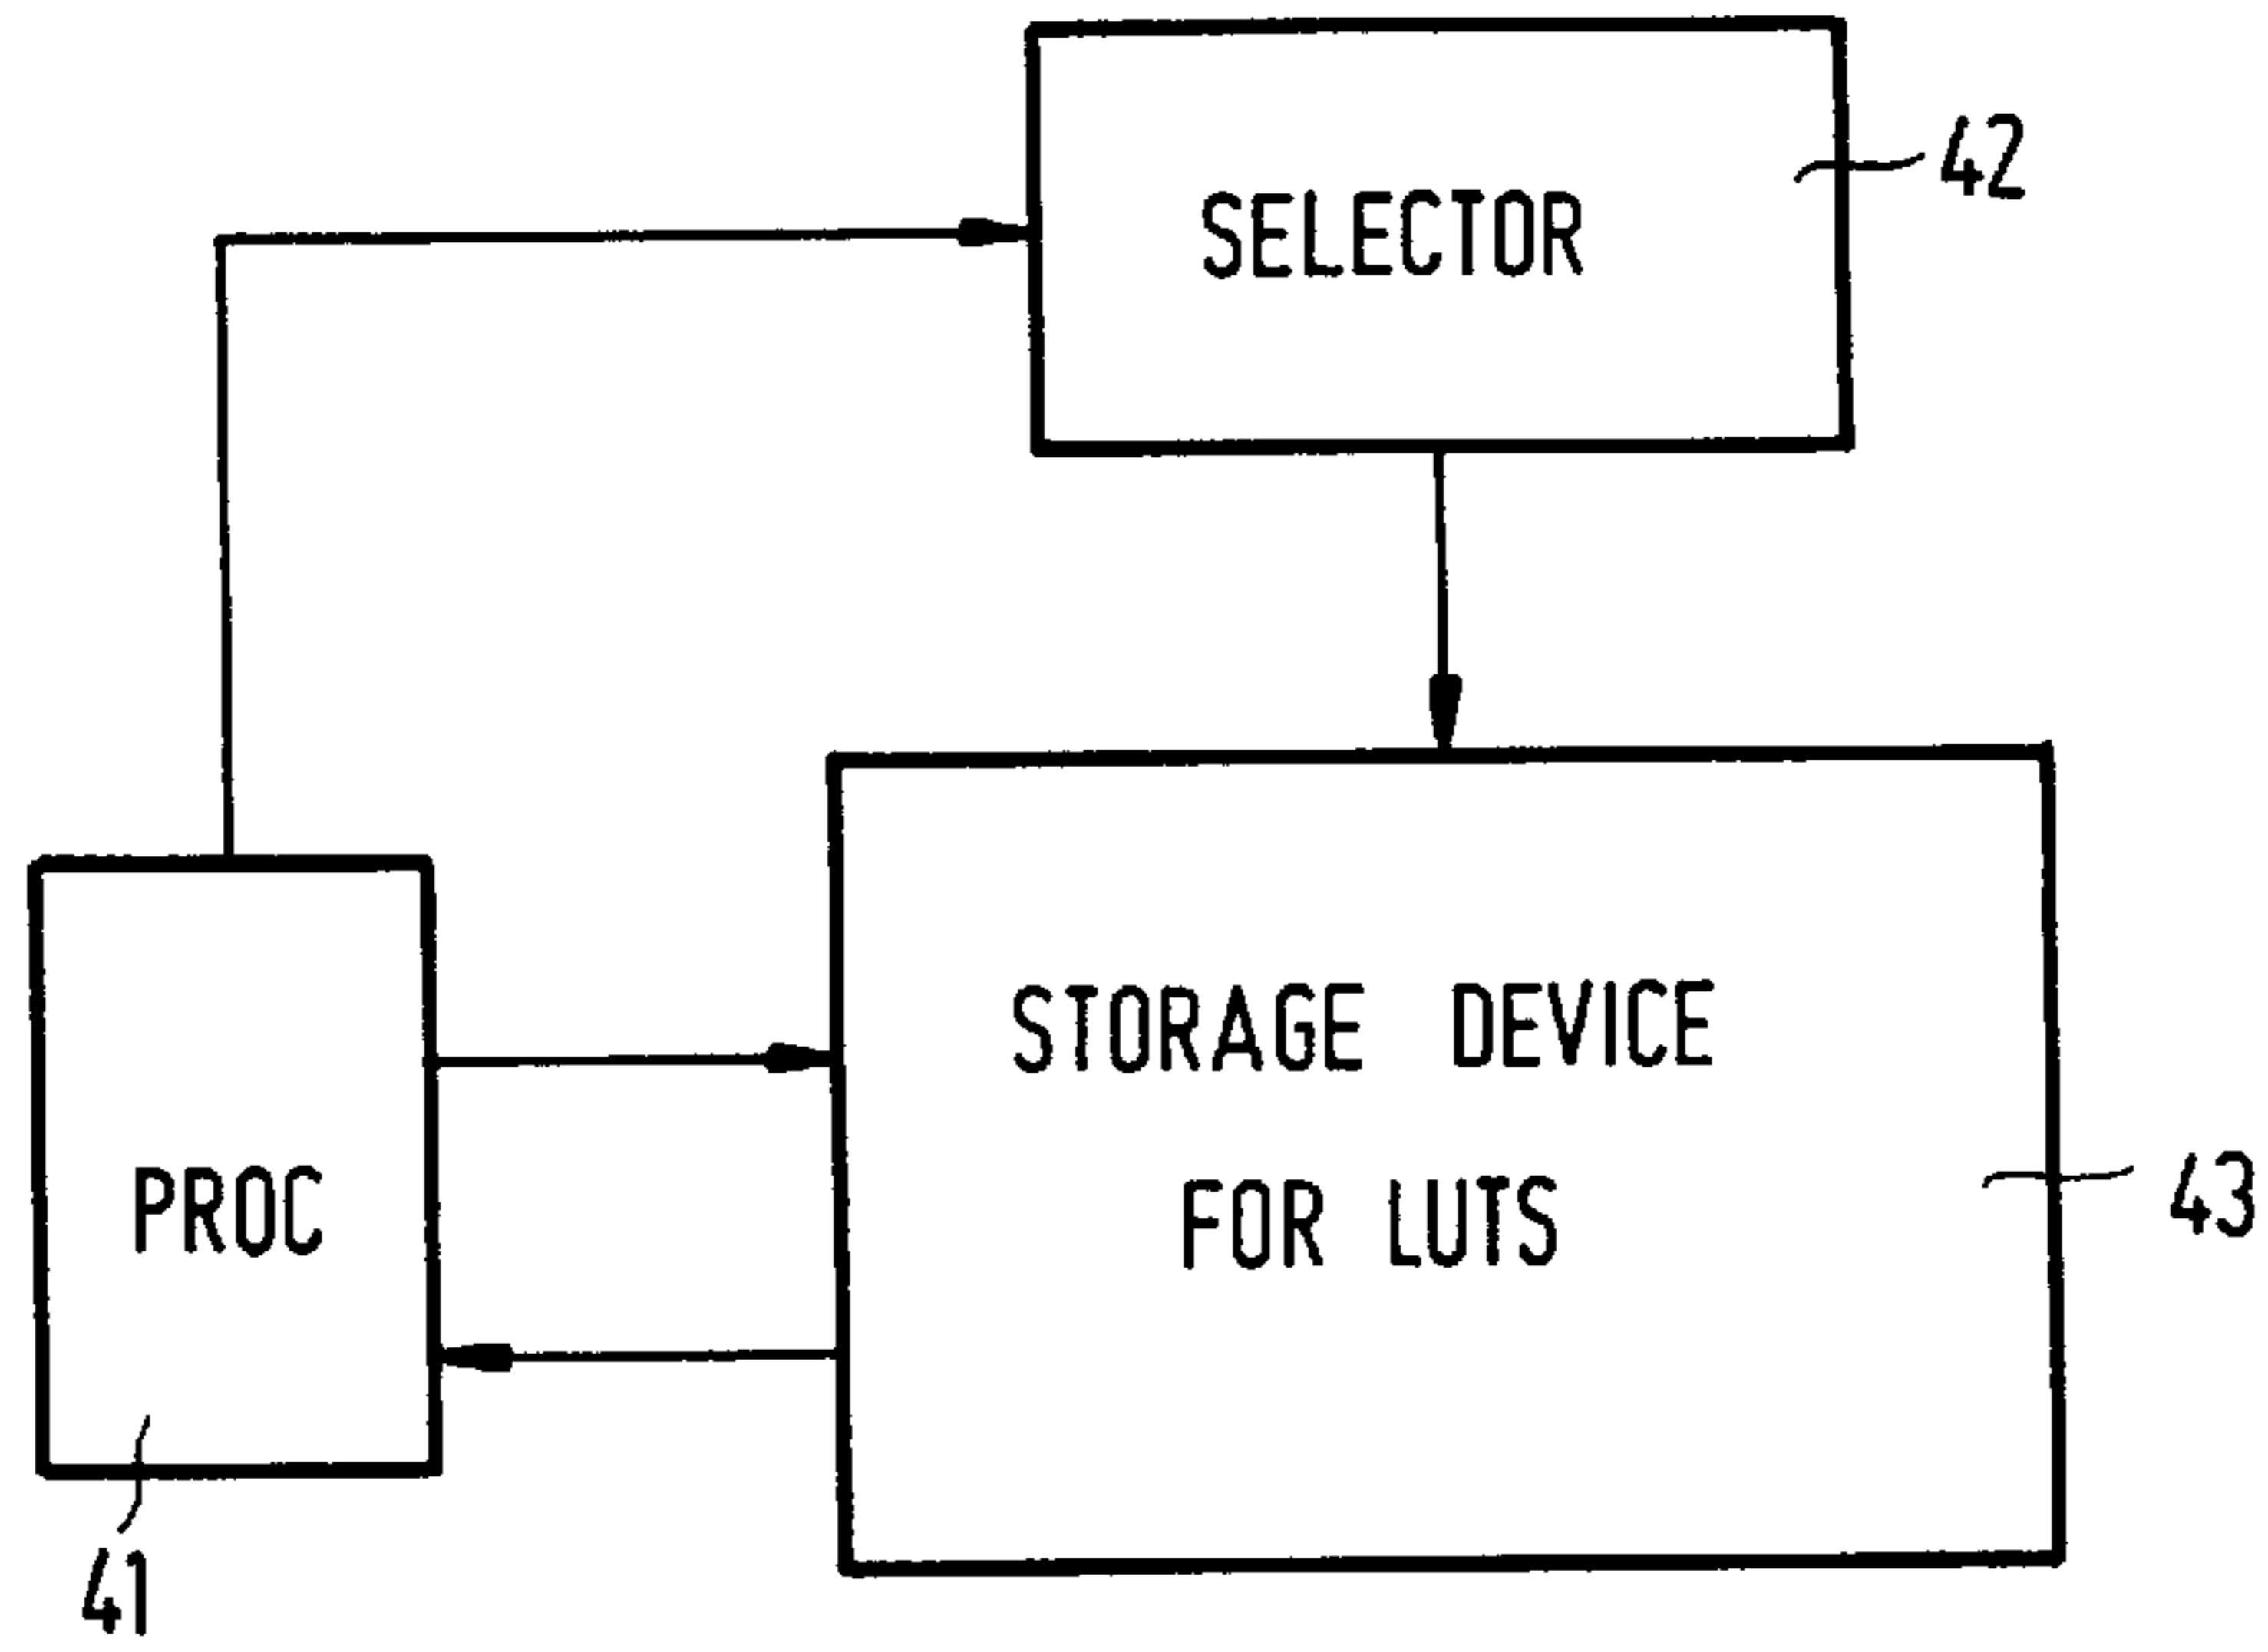 SELECTOR
42
STORAGE DEVICE
FOR LUTS
43
PROC
41